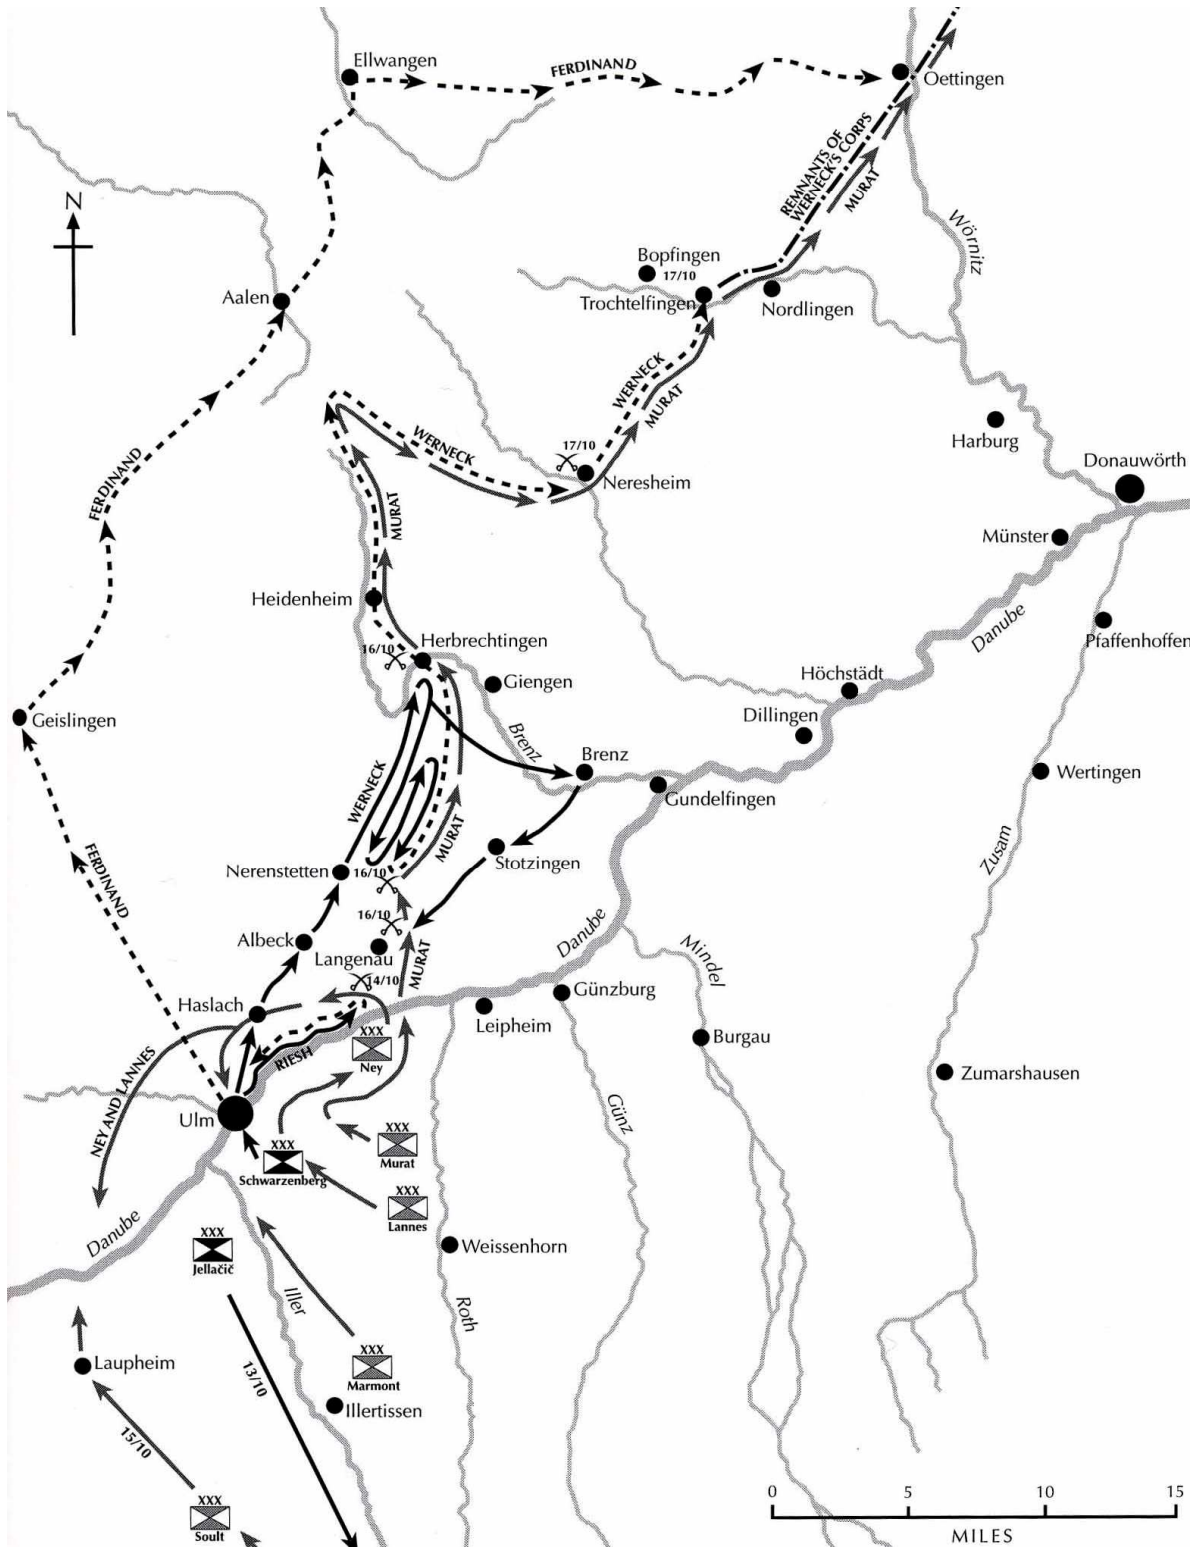 Ellwangen
FERDINAND
Oettingen
REMNANTS OF
WERNECK'S CORPS
MURAT
N
Wörnitz
Bopfingen
17/10
Aalen
Trochtelfingen
Nordlingen
WERNECK
MURAT
Harburg
WERNECK
17/10
Donauwörth
FERDINAND
Neresheim
MURAT
Münster
Heidenheim
Danube
Pfaffenhoffen
Herbrechtingen
16/10
Höchstädt
Giengen
Geislingen
Dillingen
Brenz
Brenz
Wertingen
WERNECK
Gundelfingen
MURAT
Zusam
Stotzingen
FERDINAND
Nerenstetten
16/10
16/10
Danube
Albeck
Langenau
Mindel
MURAT
14/10
Haslach
Günzburg
Leipheim
XXX
Burgau
RIESH
Ney
NEY AND LANNES
Zumarshausen
Ulm
Günz
XXX
XXX
Murat
Schwarzenberg
XXX
Lannes
Danube
XXX
Weissenhorn
Jellačič
Iller
Roth
XXX
Laupheim
13/10
Marmont
Illertissen
15/10
XXX
Soult
0 5 10 15
MILES